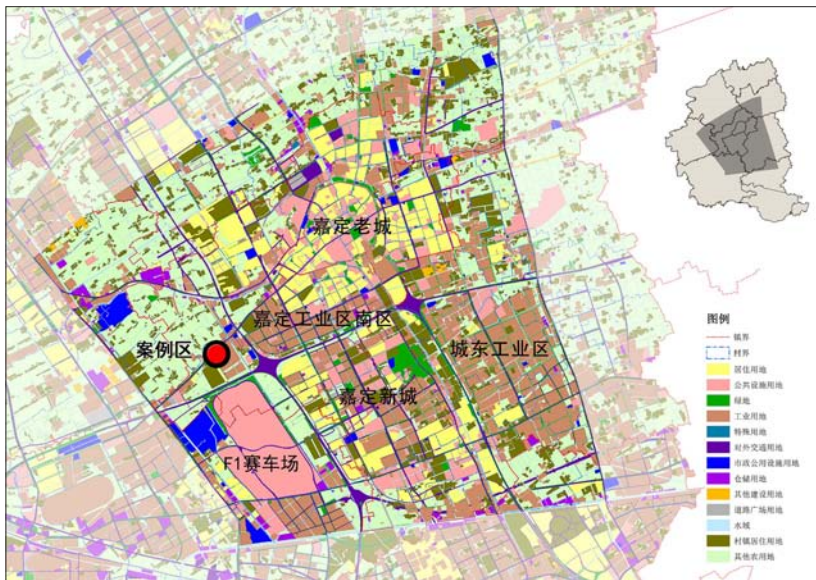 嘉定老城
嘉定工业区南区
案例区
城东工业区
嘉定新城
F1赛车场
图例
镇界
村界
居住用地
公共设施用地
绿地
工业用地
特殊用地
对外交通用地
市政公用设施用地
仓储用地
其他建设用地
道路广场用地
水域
村镇居住用地
其他农用地